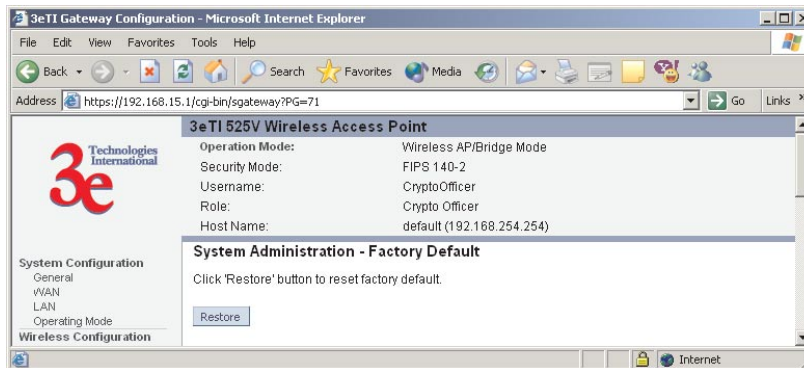 3eTI Gateway Configuration - Microsoft Internet Explorer
File Edit View Favorites Tools Help
Back Search Favorites Media
Address https://192.168.15.1/cgi-bin/sgateway?PG=71 Go Links »
3eTI 525V Wireless Access Point
3e Technologies International
Operation Mode: Wireless AP/Bridge Mode
Security Mode: FIPS 140-2
Username: CryptoOfficer
Role: Crypto Officer
Host Name: default (192.168.254.254)
System Configuration
General
WAN
LAN
Operating Mode
Wireless Configuration
System Administration - Factory Default
Click 'Restore' button to reset factory default.
Restore
Internet